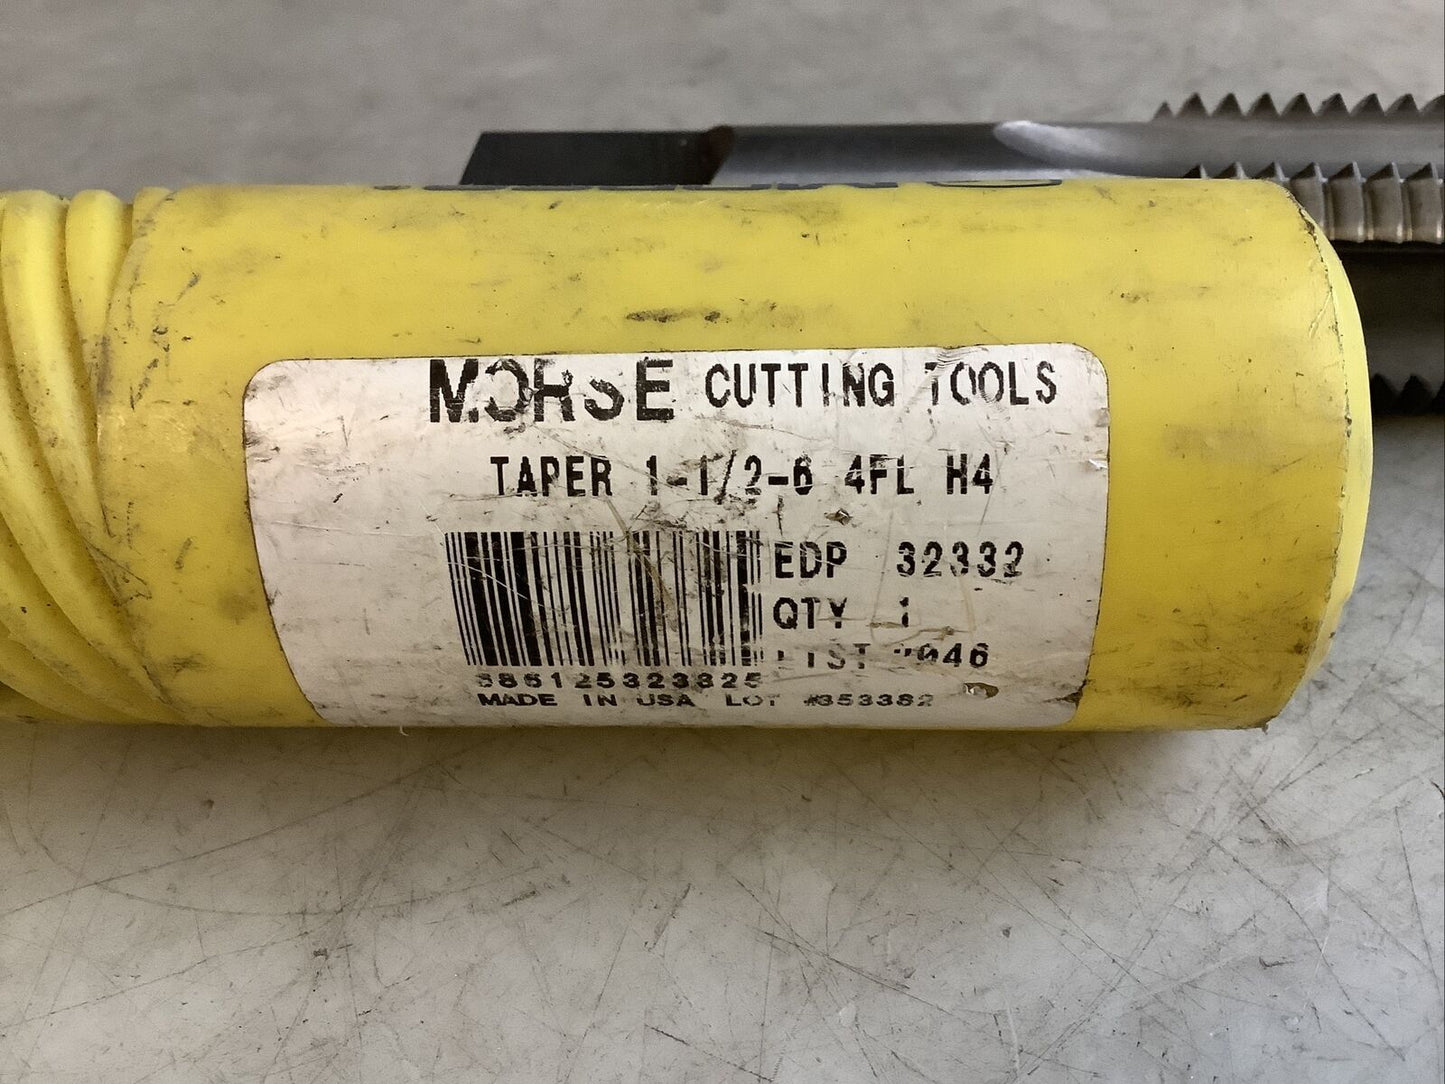 MORSE CUTTING TOOLS
TAPER 1-1/2-6 4FL H4
EDP 32332
QTY 1
LIST 2046
MADE IN USA LOT #353382